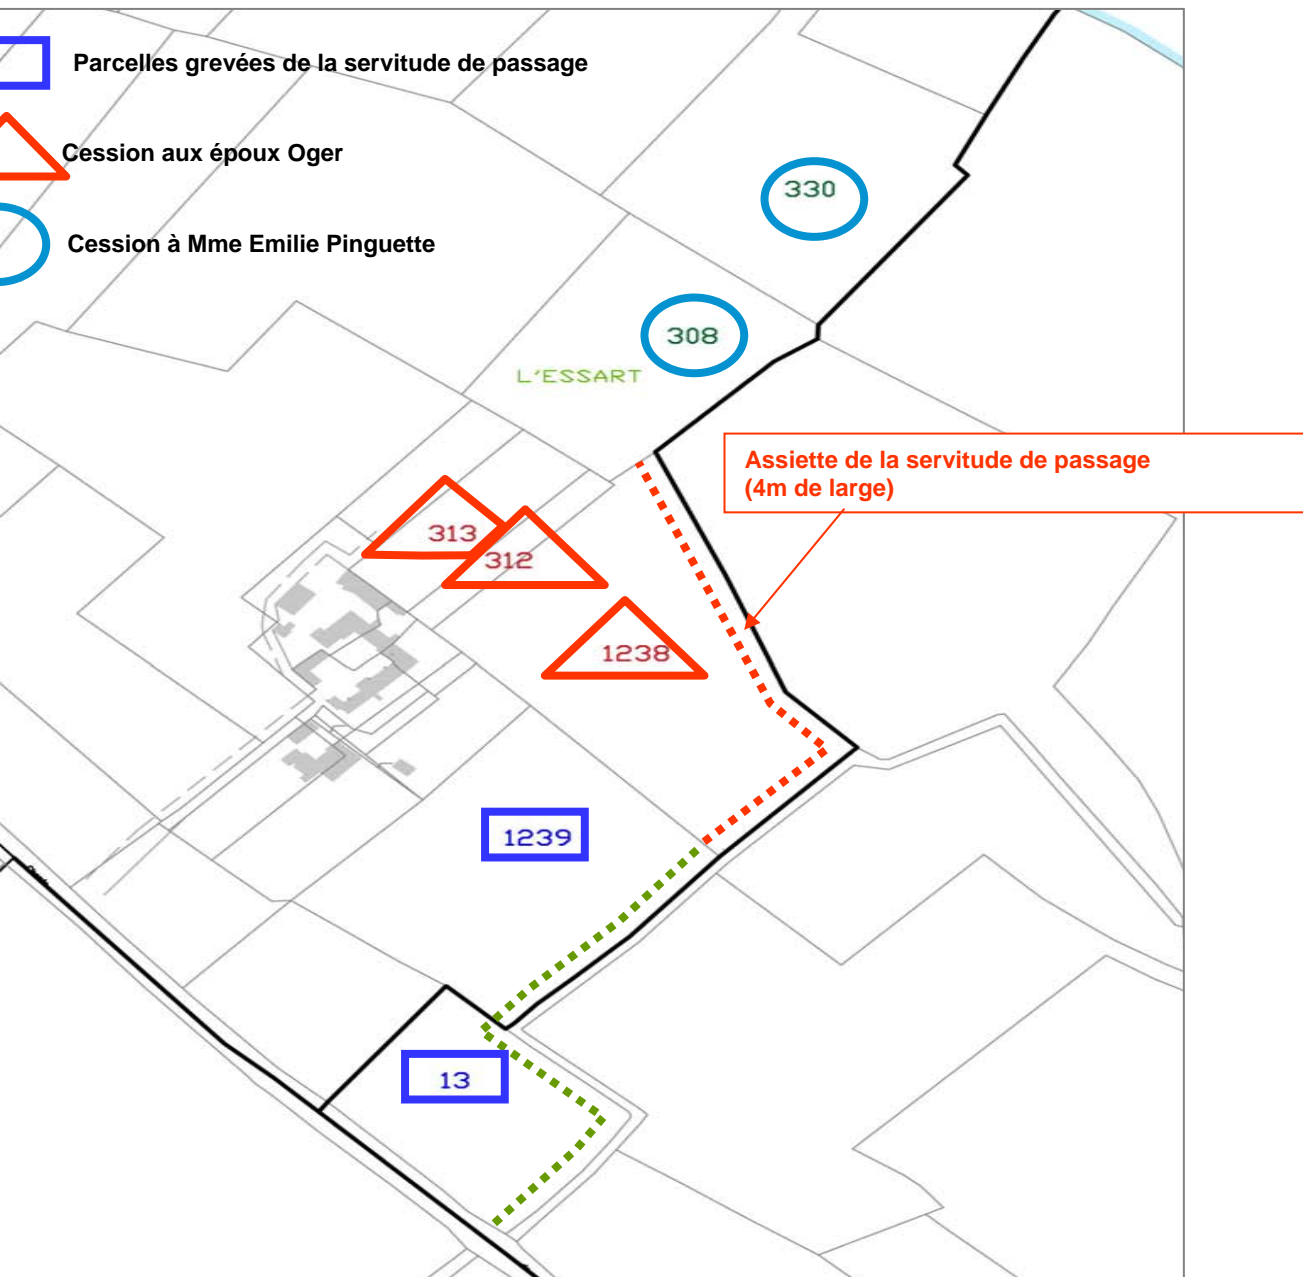 Parcelles grevées de la servitude de passage
Cession aux époux Oger
Cession à Mme Emilie Pinguette
330
308
L'ESSART
Assiette de la servitude de passage
(4m de large)
313
312
1238
1239
13